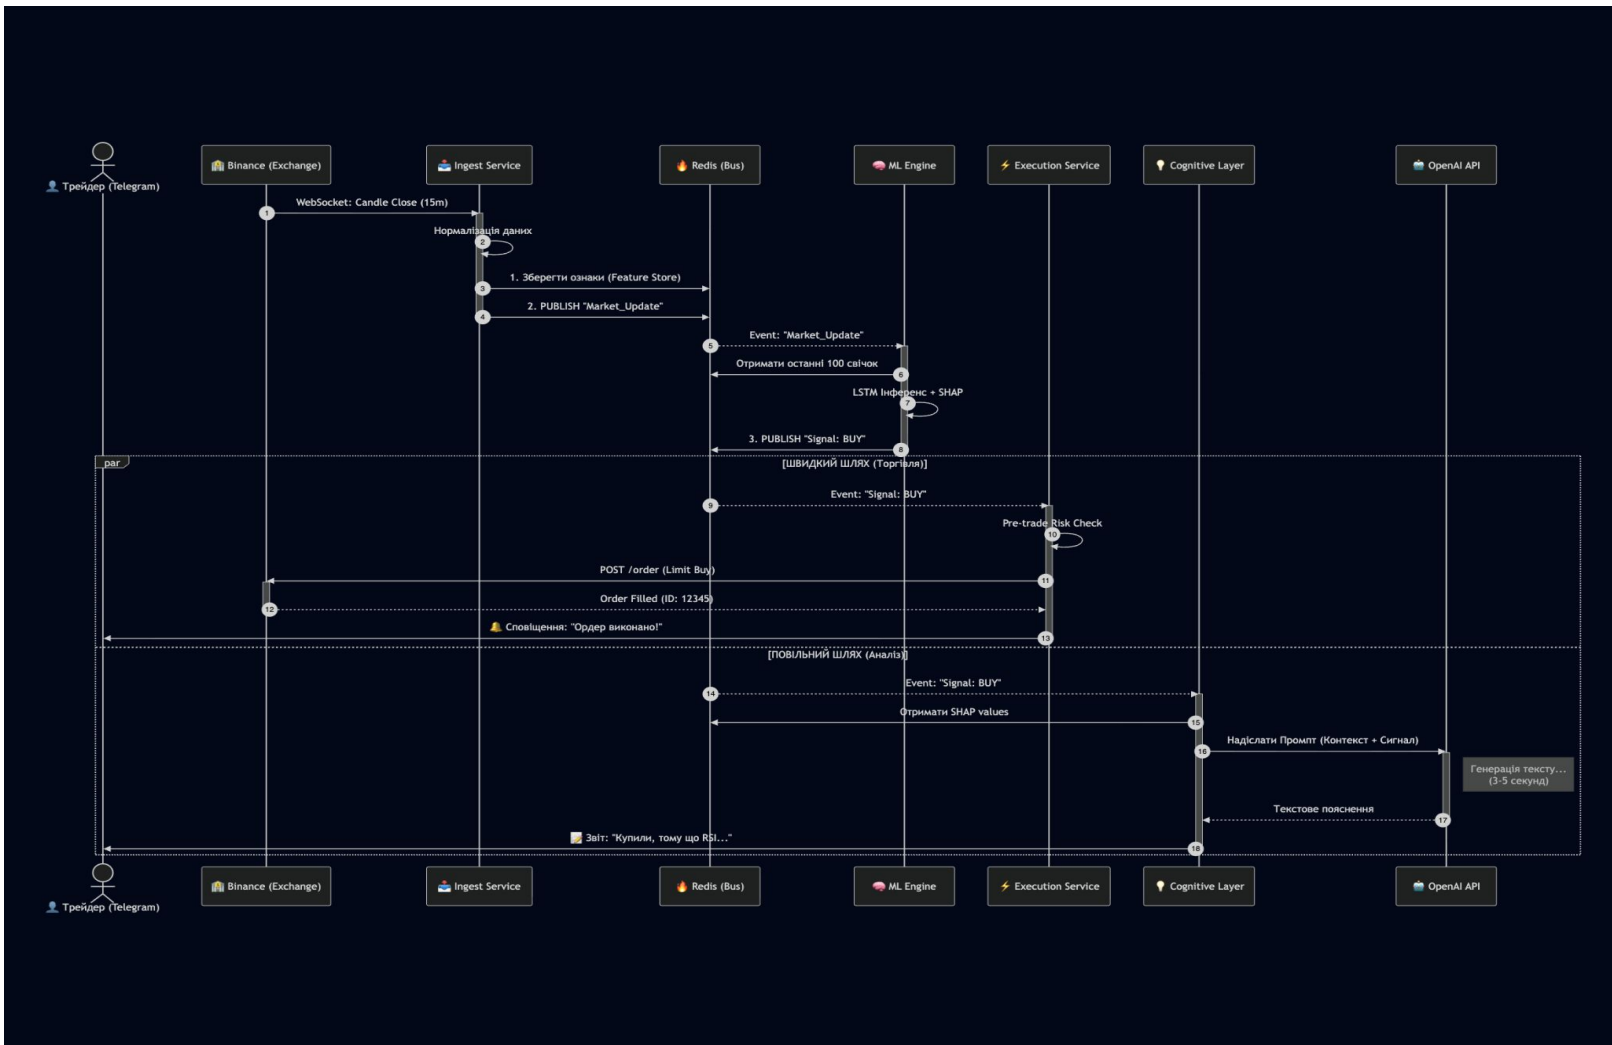 👤 Трейдер (Telegram)
🏦 Binance (Exchange)
📥 Ingest Service
🔥 Redis (Bus)
🧠 ML Engine
⚡ Execution Service
💡 Cognitive Layer
🤖 OpenAI API
1
WebSocket: Candle Close (15m)
Нормалізація даних
2
1. Зберегти ознаки (Feature Store)
3
2. PUBLISH "Market_Update"
4
Event: "Market_Update"
5
Отримати останні 100 свічок
6
LSTM Інференс + SHAP
7
3. PUBLISH "Signal: BUY"
8
par
[ШВИДКИЙ ШЛЯХ (Торгівля)]
Event: "Signal: BUY"
9
Pre-trade Risk Check
10
POST /order (Limit Buy)
11
Order Filled (ID: 12345)
12
🔔 Сповіщення: "Ордер виконано!"
13
[ПОВІЛЬНИЙ ШЛЯХ (Аналіз)]
Event: "Signal: BUY"
14
Отримати SHAP values
15
Надіслати Промпт (Контекст + Сигнал)
16
Генерація тексту...
(3-5 секунд)
Текстове пояснення
17
📝 Звіт: "Купили, тому що RSI..."
18
👤 Трейдер (Telegram)
🏦 Binance (Exchange)
📥 Ingest Service
🔥 Redis (Bus)
🧠 ML Engine
⚡ Execution Service
💡 Cognitive Layer
🤖 OpenAI API